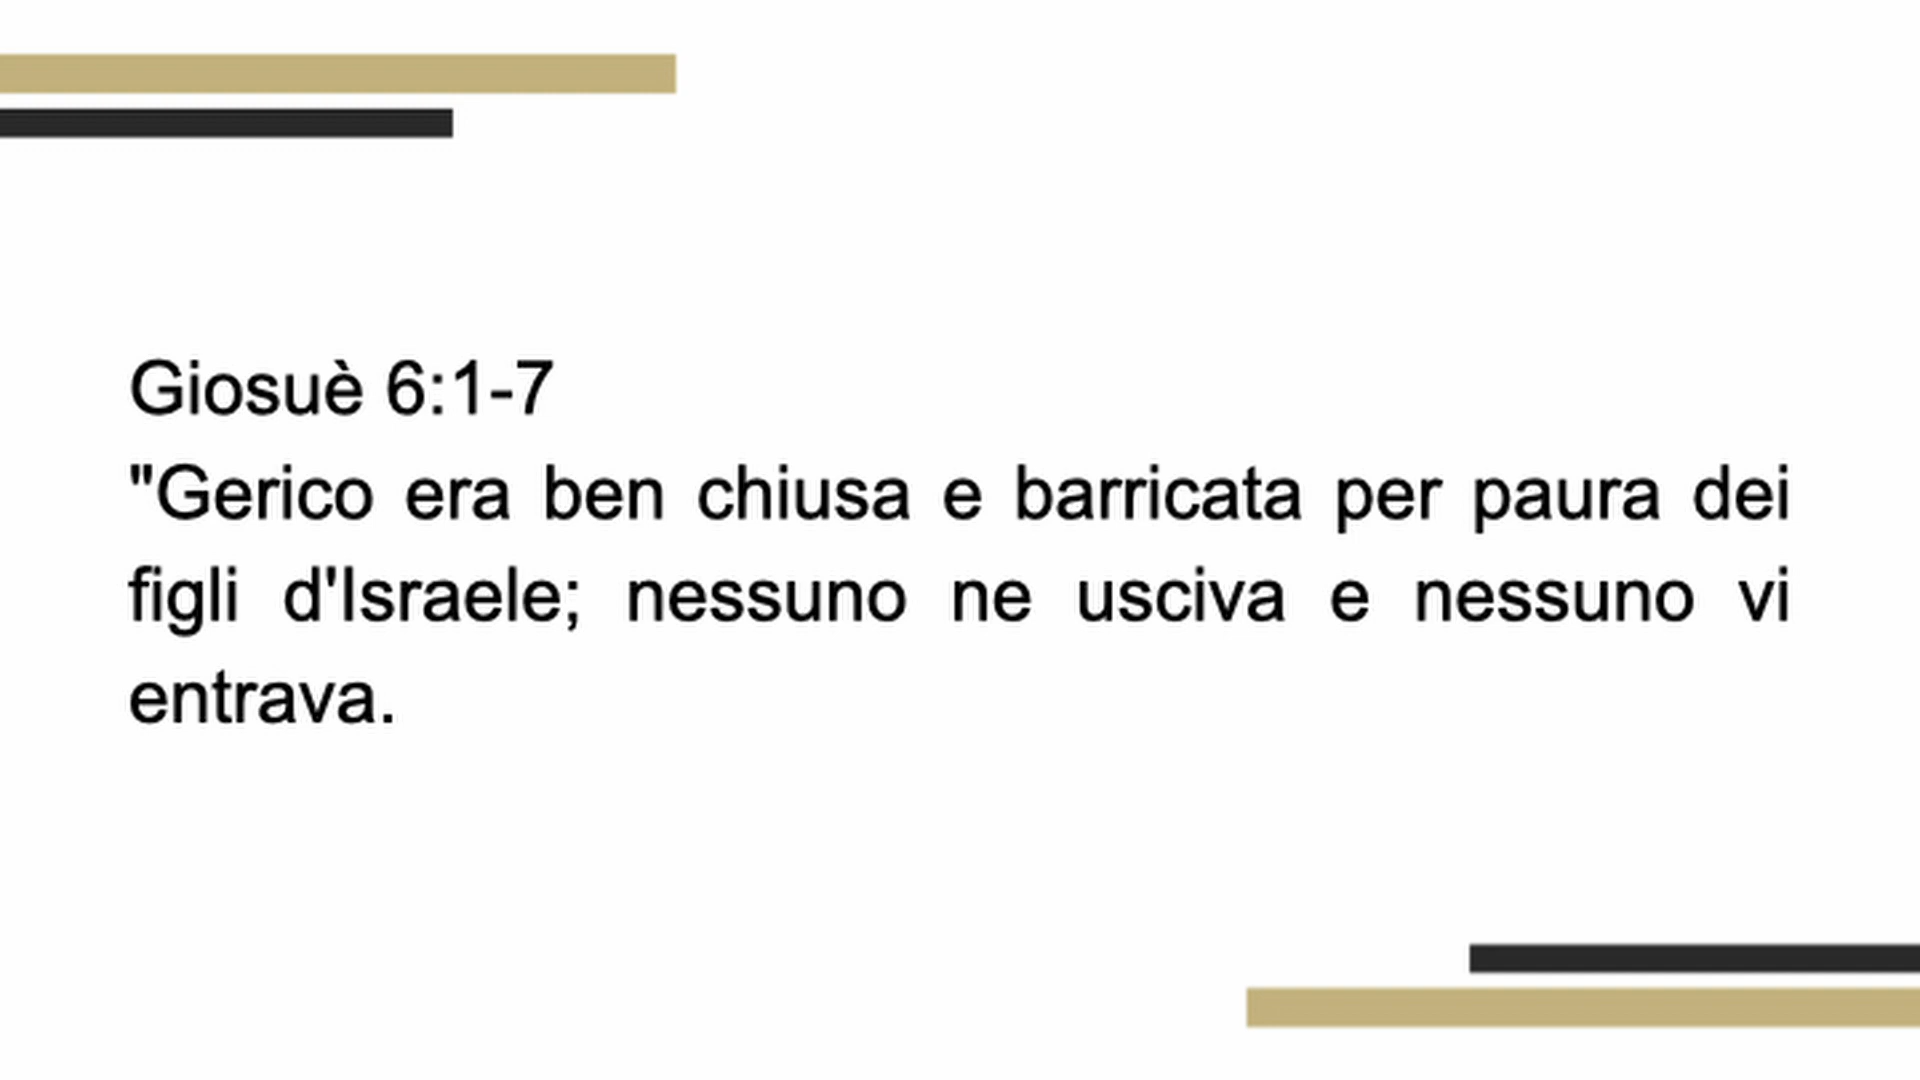 Giosuè 6:1-7
"Gerico era ben chiusa e barricata per paura dei
figli d'Israele; nessuno ne usciva e nessuno vi
entrava.